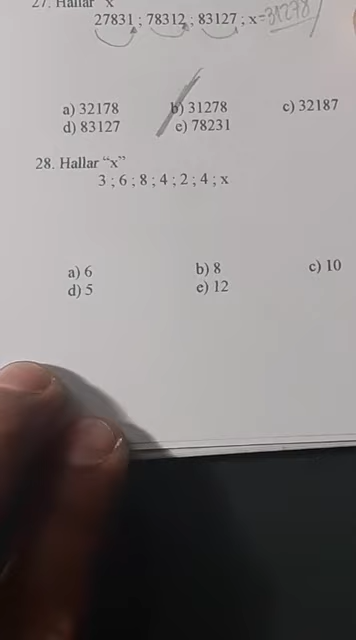 27. Hallar "x"
27831 ; 78312 ; 83127 ; x= 31278
a) 32178 b) 31278 c) 32187
d) 83127 e) 78231
28. Hallar “x”
3 ; 6 ; 8 ; 4 ; 2 ; 4 ; x
a) 6 b) 8 c) 10
d) 5 e) 12